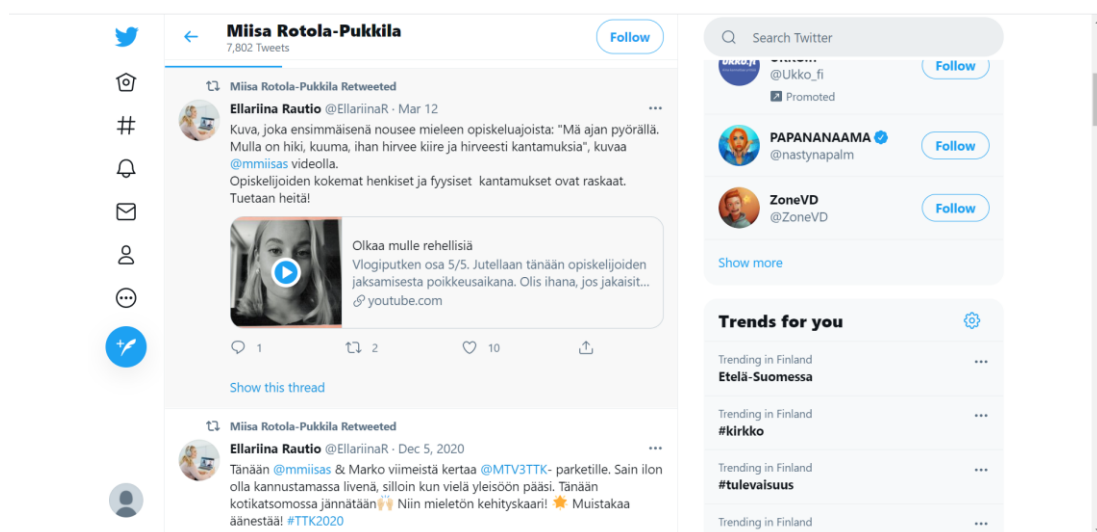 Miisa Rotola-Pukkila
7,802 Tweets
Follow
Miisa Rotola-Pukkila Retweeted
Ellariina Rautio @EllariinaR · Mar 12
Kuva, joka ensimmäisenä nousee mieleen opiskeluajoista: "Mä ajan pyörällä.
Mulla on hiki, kuuma, ihan hirvee kiire ja hirveesti kantamuksia", kuvaa
@mmiisas videolla.
Opiskelijoiden kokemat henkiset ja fyysiset kantamukset ovat raskaat.
Tuetaan heitä!
Olkaa mulle rehellisiä
Vlogiputken osa 5/5. Jutellaan tänään opiskelijoiden
jaksamisesta poikkeusaikana. Olis ihana, jos jakaisit...
youtube.com
1 2 10
Show this thread
Miisa Rotola-Pukkila Retweeted
Ellariina Rautio @EllariinaR · Dec 5, 2020
Tänään @mmiisas & Marko viimeistä kertaa @MTV3TTK- parketille. Sain ilon
olla kannustamassa livenä, silloin kun vielä yleisöön pääsi. Tänään
kotikatsomossa jännätään🙌🏻 Niin mieletön kehityskaari! 🌟 Muistakaa
äänestää! #TTK2020
Search Twitter
@Ukko_fi
Follow
Promoted
PAPANANAAMA
@nastynapalm
Follow
ZoneVD
@ZoneVD
Follow
Show more
Trends for you
Trending in Finland
Etelä-Suomessa
Trending in Finland
#kirkko
Trending in Finland
#tulevaisuus
Trending in Finland